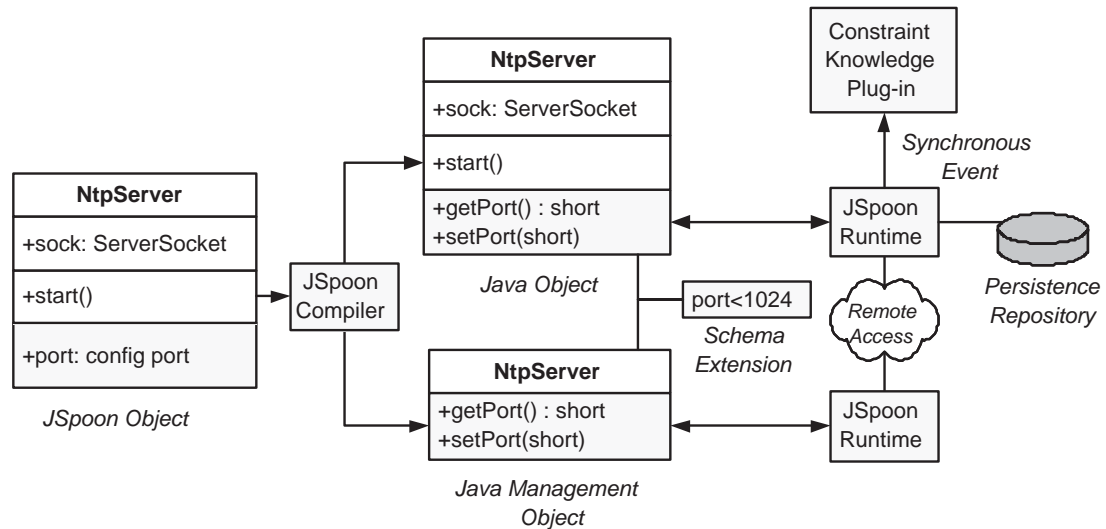 NtpServer
+sock: ServerSocket
+start()
+port: config port
JSpoon Object
JSpoon
Compiler
NtpServer
+sock: ServerSocket
+start()
+getPort() : short
+setPort(short)
Java Object
port<1024
Schema
Extension
NtpServer
+getPort() : short
+setPort(short)
Java Management
Object
Constraint
Knowledge
Plug-in
Synchronous
Event
JSpoon
Runtime
Persistence
Repository
Remote
Access
JSpoon
Runtime